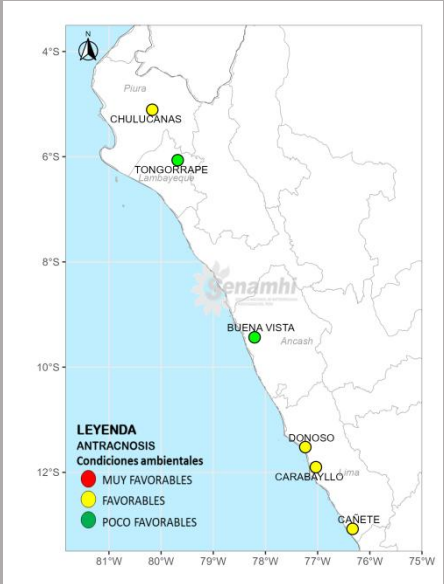 N
4°S
Piura
CHULUCANAS
6°S
TONGORRAPE
Lambayeque
8°S
Senamhi
BUENA VISTA
Ancash
10°S
LEYENDA
ANTRACNOSIS
Condiciones ambientales
MUY FAVORABLES
FAVORABLES
POCO FAVORABLES
DONOSO
12°S
Lima
CARABAYLLO
CAÑETE
81°W
80°W
79°W
78°W
77°W
76°W
75°W